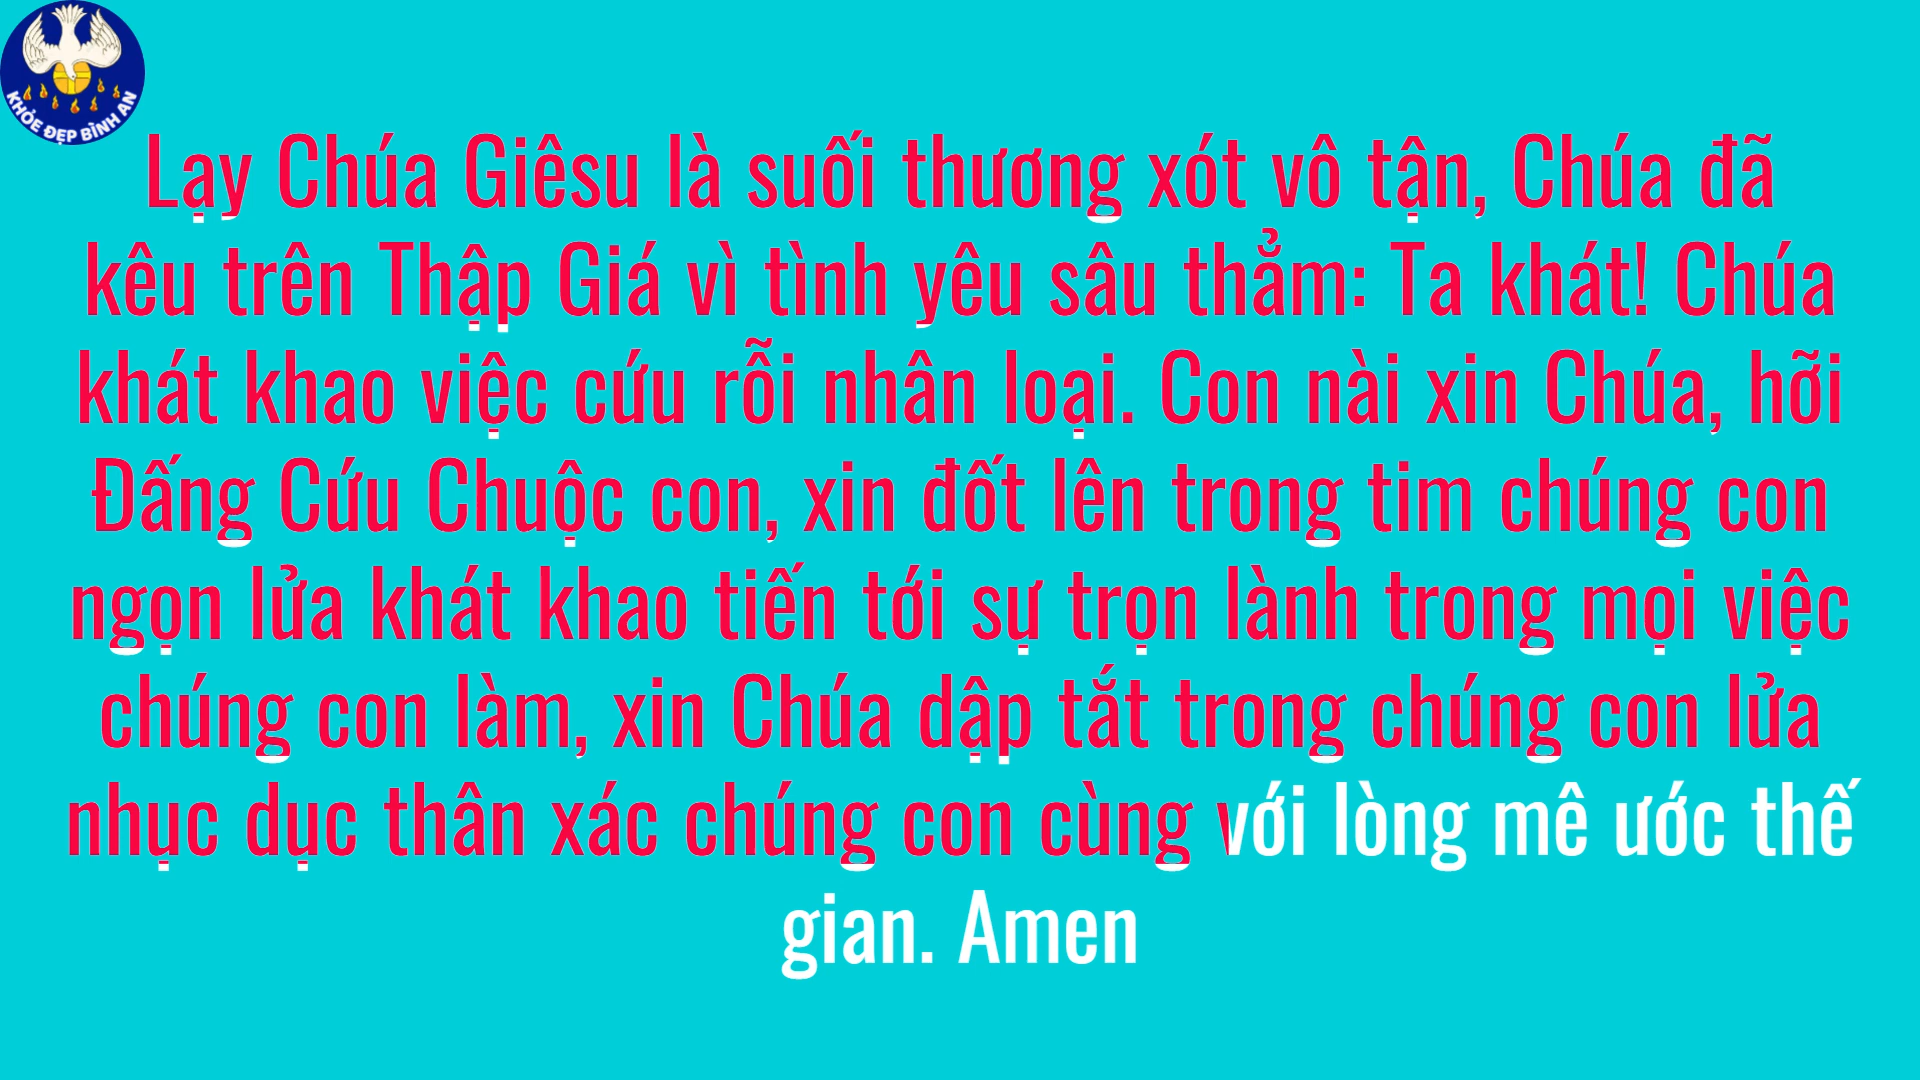 KHỎE ĐẸP BÌNH AN
Lạy Chúa Giêsu là suối thương xót vô tận, Chúa đã
kêu trên Thập Giá vì tình yêu sâu thẳm: Ta khát! Chúa
khát khao việc cứu rỗi nhân loại. Con nài xin Chúa, hỡi
Đấng Cứu Chuộc con, xin đốt lên trong tim chúng con
ngọn lửa khát khao tiến tới sự trọn lành trong mọi việc
chúng con làm, xin Chúa dập tắt trong chúng con lửa
nhục dục thân xác chúng con cùng với lòng mê ước thế
gian. Amen